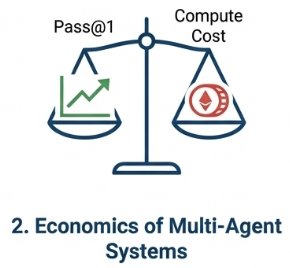 Pass@1
Compute
Cost
2. Economics of Multi-Agent
Systems